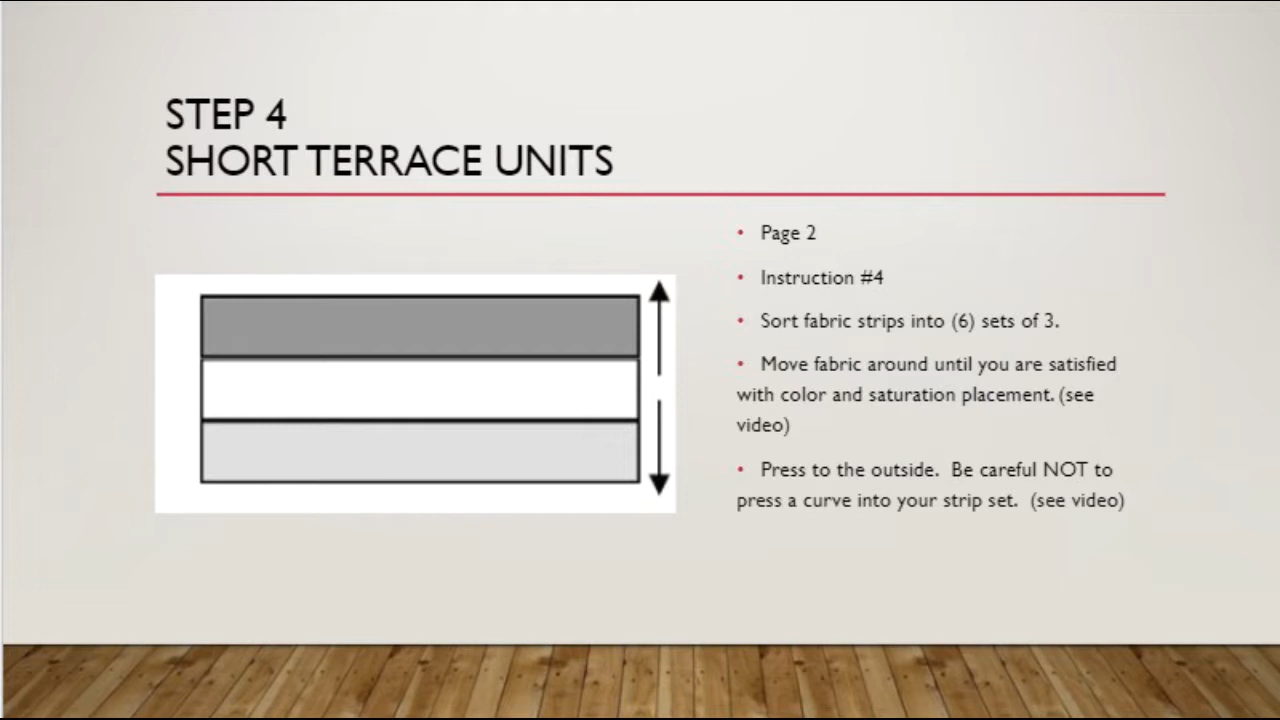 STEP 4
SHORT TERRACE UNITS
• Page 2
• Instruction #4
• Sort fabric strips into (6) sets of 3.
• Move fabric around until you are satisfied
with color and saturation placement. (see
video)
• Press to the outside.  Be careful NOT to
press a curve into your strip set.  (see video)